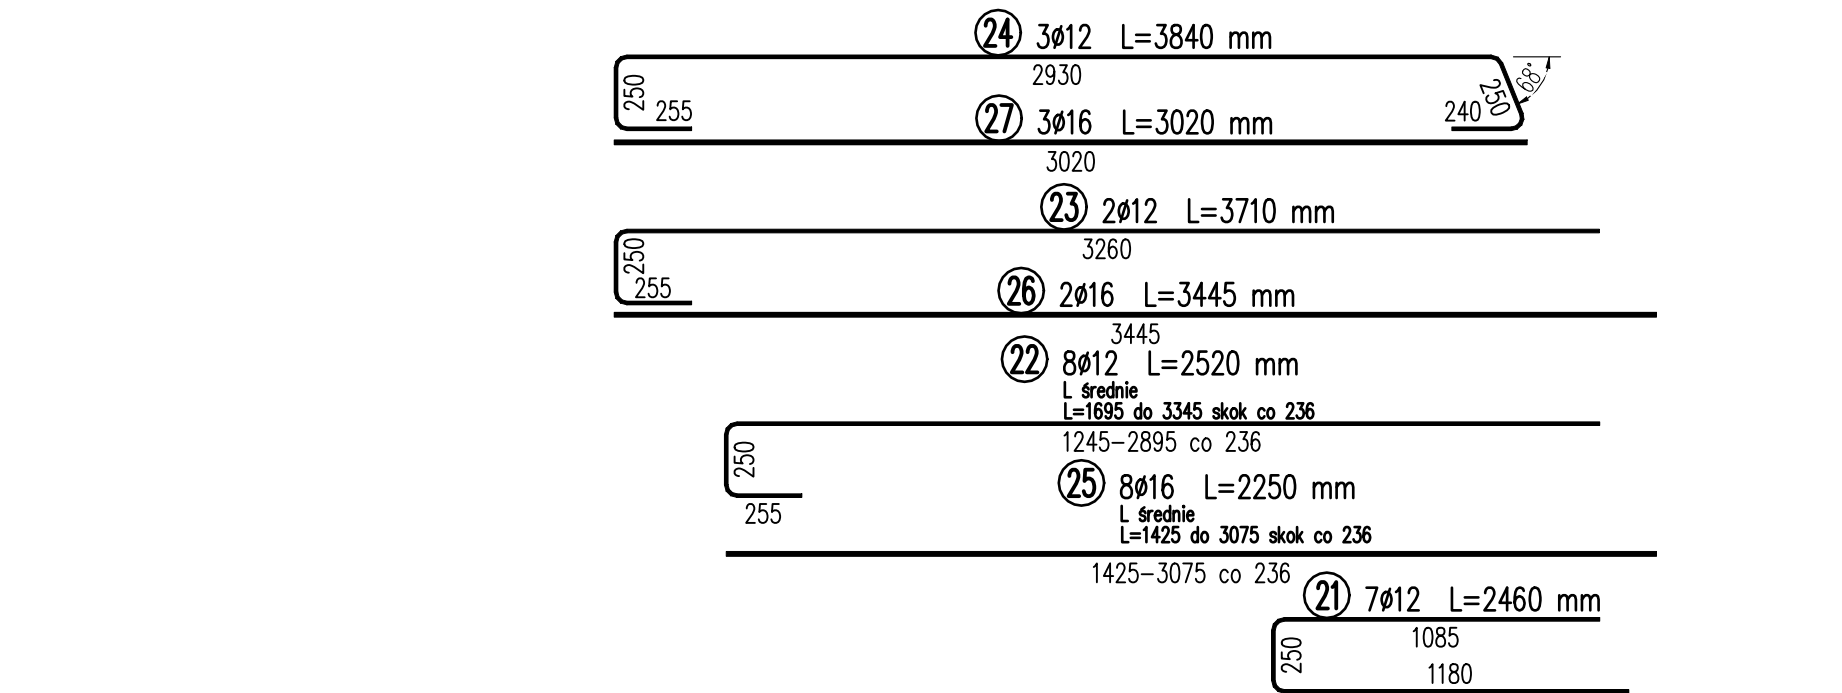 24 3ø12 L=3840 mm
2930
250
255
240
250
68°
27 3ø16 L=3020 mm
3020
23 2ø12 L=3710 mm
3260
250
255
26 2ø16 L=3445 mm
3445
22 8ø12 L=2520 mm
L średnie
L=1695 do 3345 skok co 236
1245-2895 co 236
250
255
25 8ø16 L=2250 mm
L średnie
L=1425 do 3075 skok co 236
1425-3075 co 236
21 7ø12 L=2460 mm
1085
250
1180